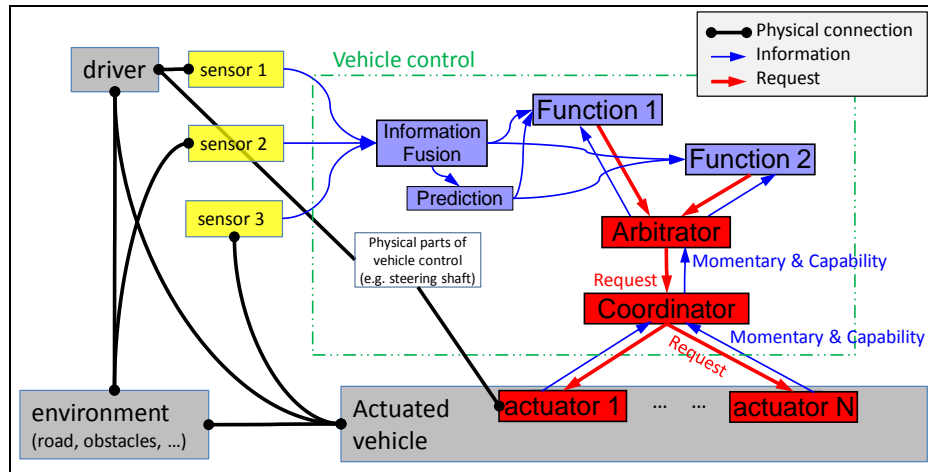 Physical connection
Information
Request
Vehicle control
driver
sensor 1
sensor 2
sensor 3
Information
Fusion
Prediction
Function 1
Function 2
Physical parts of
vehicle control
(e.g. steering shaft)
Arbitrator
Request
Momentary & Capability
Coordinator
Momentary & Capability
Request
environment
(road, obstacles, ...)
Actuated
vehicle
actuator 1
... ...
actuator N